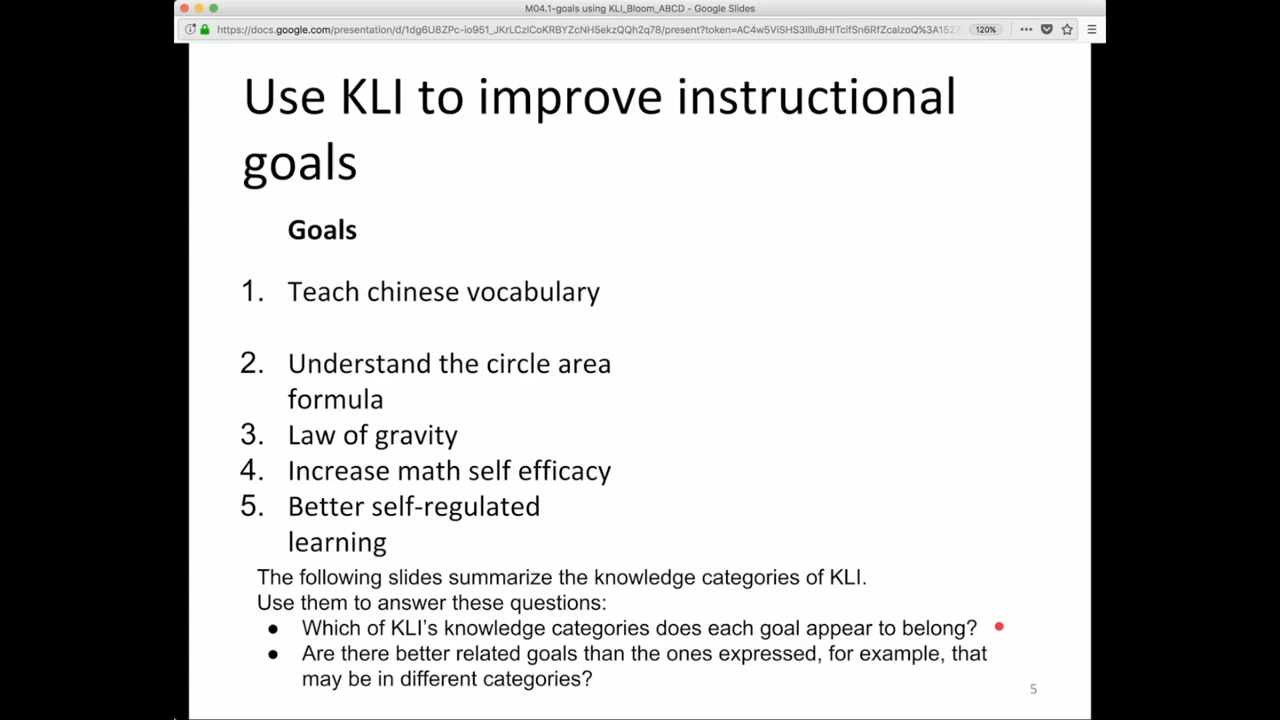 M04.1-goals using KLI_Bloom_ABCD - Google Slides
120%
Use KLI to improve instructional
goals
Goals
1. Teach chinese vocabulary
2. Understand the circle area
formula
3. Law of gravity
4. Increase math self efficacy
5. Better self-regulated
learning
The following slides summarize the knowledge categories of KLI.
Use them to answer these questions:
● Which of KLI's knowledge categories does each goal appear to belong?
● Are there better related goals than the ones expressed, for example, that
may be in different categories?
5